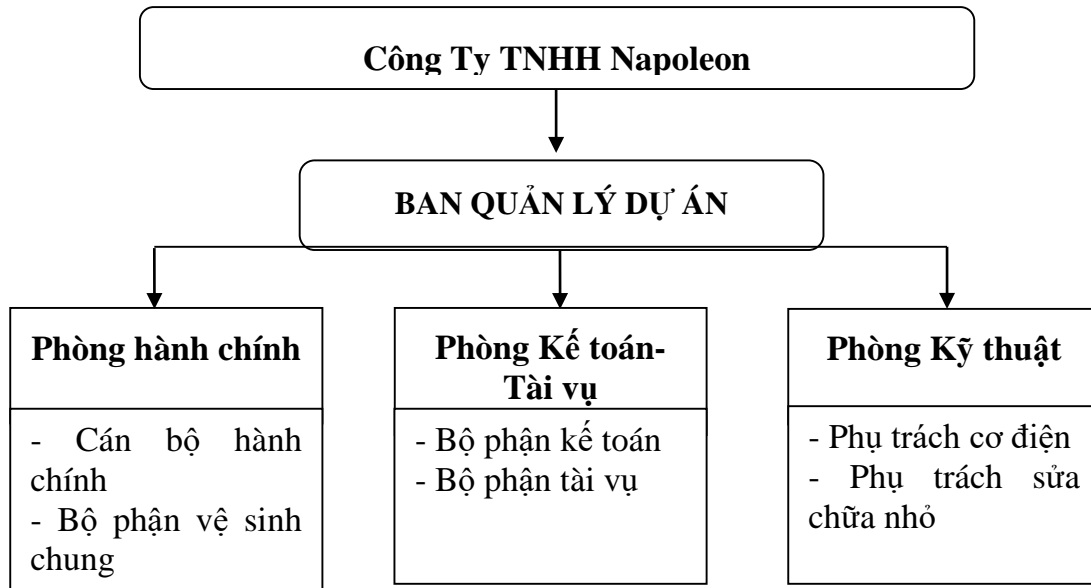 Công Ty TNHH Napoleon
BAN QUẢN LÝ DỰ ÁN
Phòng hành chính
- Cán bộ hành
chính
- Bộ phận vệ sinh
chung
Phòng Kế toán-
Tài vụ
- Bộ phận kế toán
- Bộ phận tài vụ
Phòng Kỹ thuật
- Phụ trách cơ điện
- Phụ trách sửa
chữa nhỏ